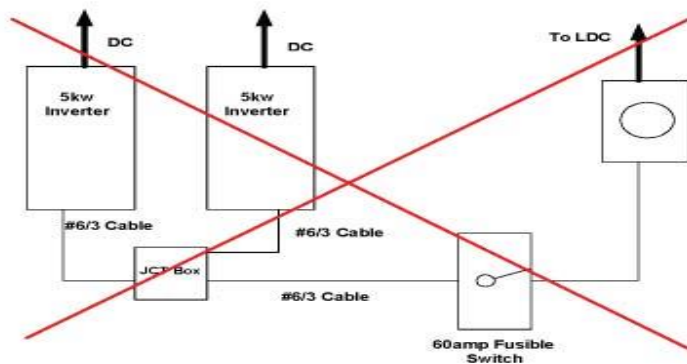 DC
DC
To LDC
5kw
Inverter
5kw
Inverter
#6/3 Cable
#6/3 Cable
JCT Box
#6/3 Cable
60amp Fusible
Switch